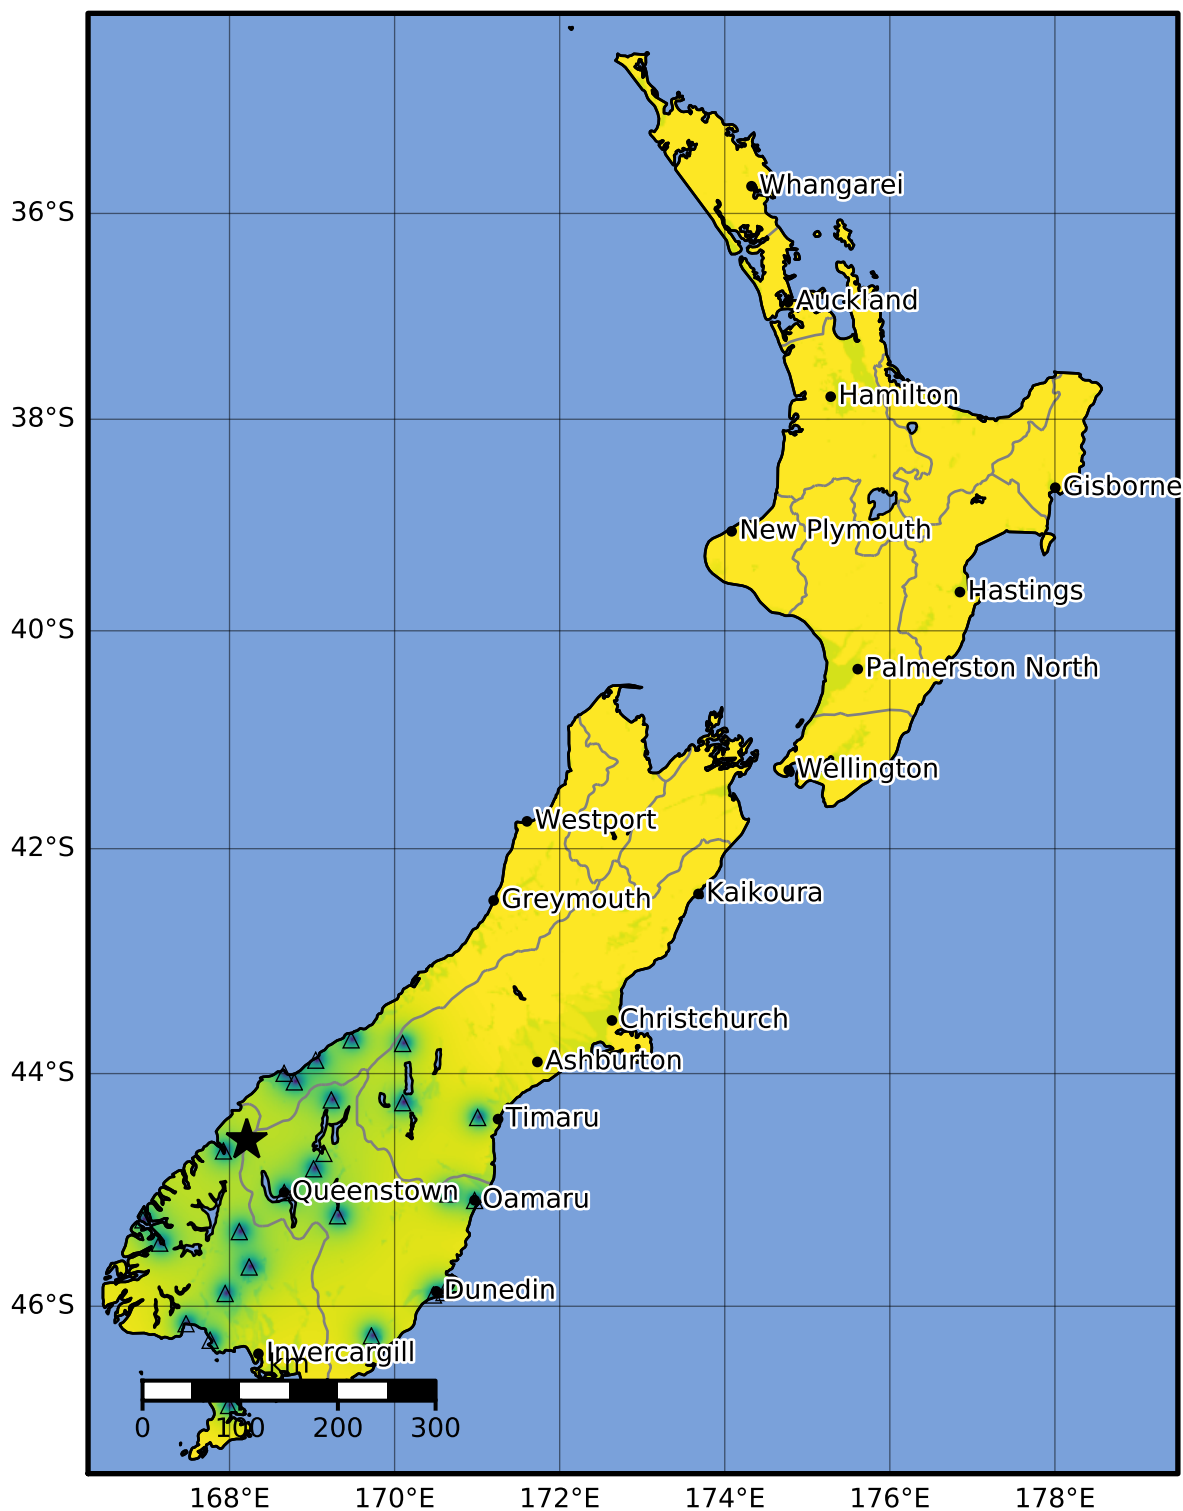 Whangarei
36°S
Auckland
Hamilton
38°S
Gisborne
New Plymouth
Hastings
40°S
Palmerston North
Wellington
Westport
42°S
Kaikoura
Greymouth
Christchurch
Ashburton
44°S
Timaru
Queenstown
Oamaru
Dunedin
46°S
Invercargill
km
0 100 200 300
168°E 170°E 172°E 174°E 176°E 178°E